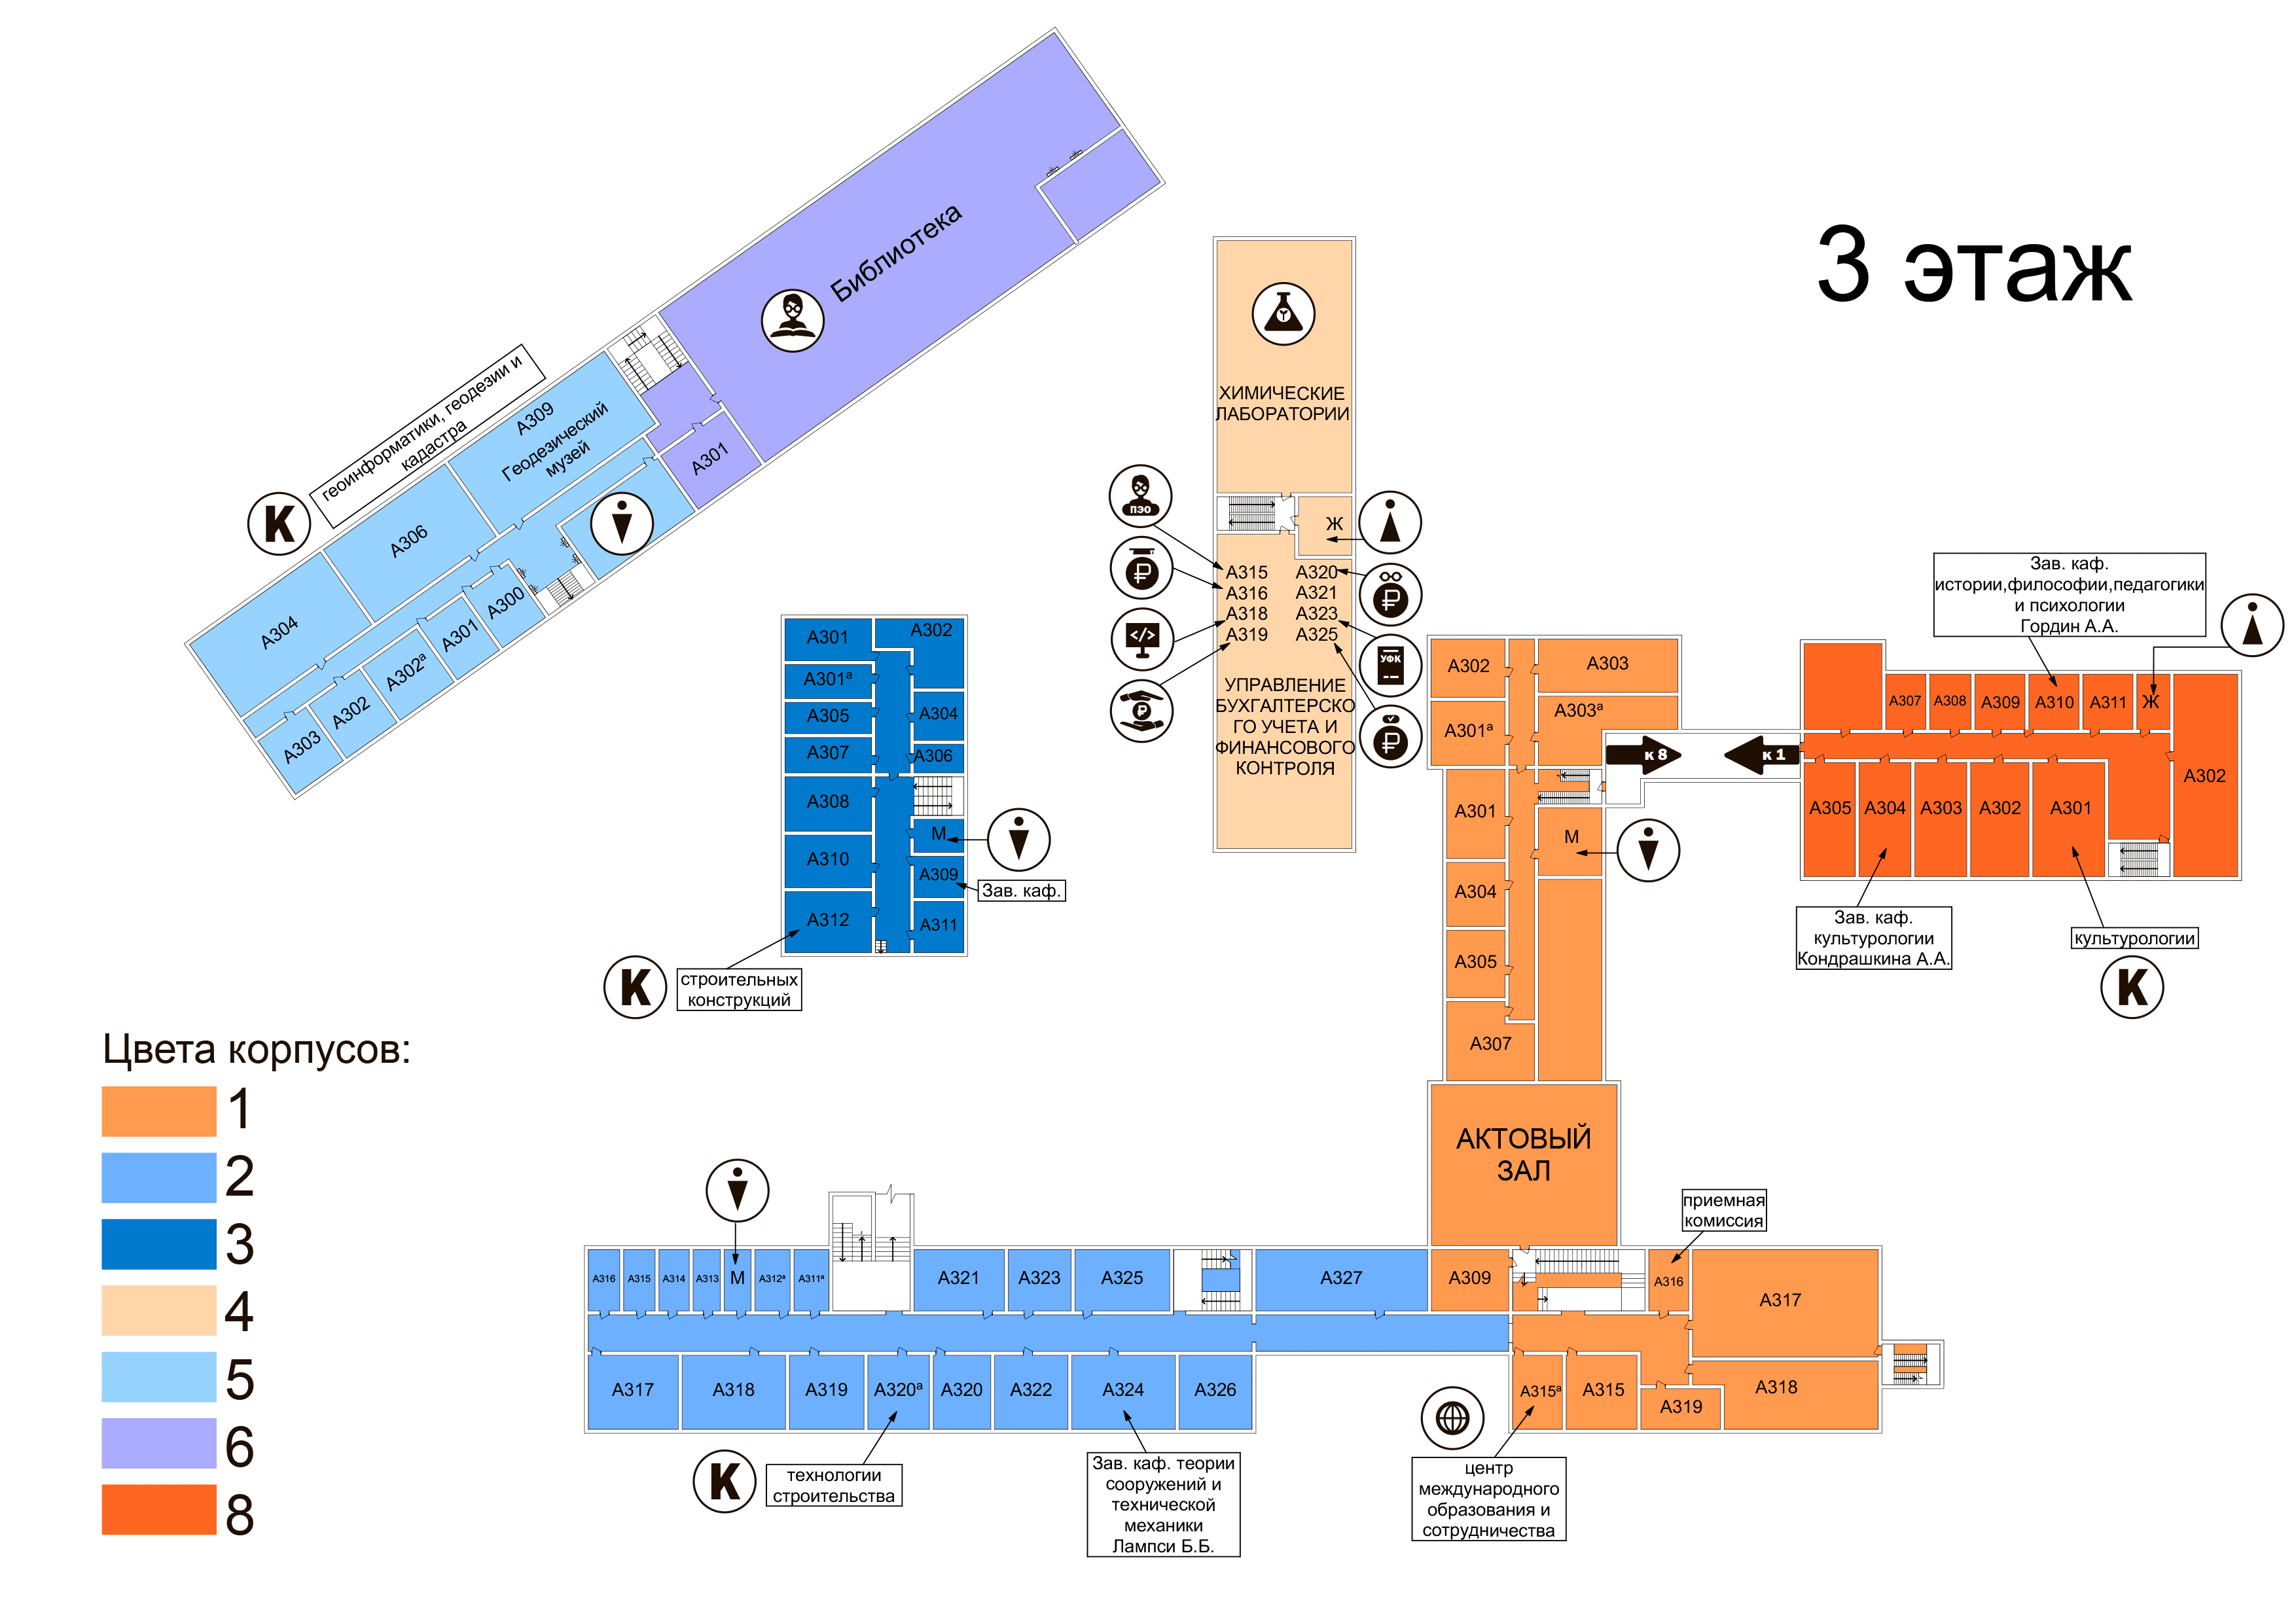 3 этаж
Библиотека
геоинформатики, геодезии и
кадастра
К
А309
Геодезический
музей
А301
А306
А304
А300
А301
А302ª
А302
А303
ХИМИЧЕСКИЕ
ЛАБОРАТОРИИ
ПЭО
Ж
А315
А316
А318
А319
А320
А321
А323
А325
</>
УФК
УПРАВЛЕНИЕ
БУХГАЛТЕРСКО
ГО УЧЕТА И
ФИНАНСОВОГО
КОНТРОЛЯ
А301
А302
А301ª
А305
А304
А307
А306
А308
М
А310
А309
Зав. каф.
А312
А311
К
строительных
конструкций
А302
А303
А301ª
А303ª
к 8
к 1
А301
М
А304
А305
А307
АКТОВЫЙ
ЗАЛ
Зав. каф.
истории,философии,педагогики
и психологии
Гордин А.А.
А307
А308
А309
А310
А311
Ж
А302
А305
А304
А303
А302
А301
Зав. каф.
культурологии
Кондрашкина А.А.
культурологии
К
Цвета корпусов:
1
2
3
4
5
6
8
приемная
комиссия
А316
А315
А314
А313
М
А312ª
А311ª
А321
А323
А325
А327
А309
А316
А317
А317
А318
А319
А320ª
А320
А322
А324
А326
А315ª
А315
А319
А318
К
технологии
строительства
Зав. каф. теории
сооружений и
технической
механики
Лампси Б.Б.
центр
международного
образования и
сотрудничества